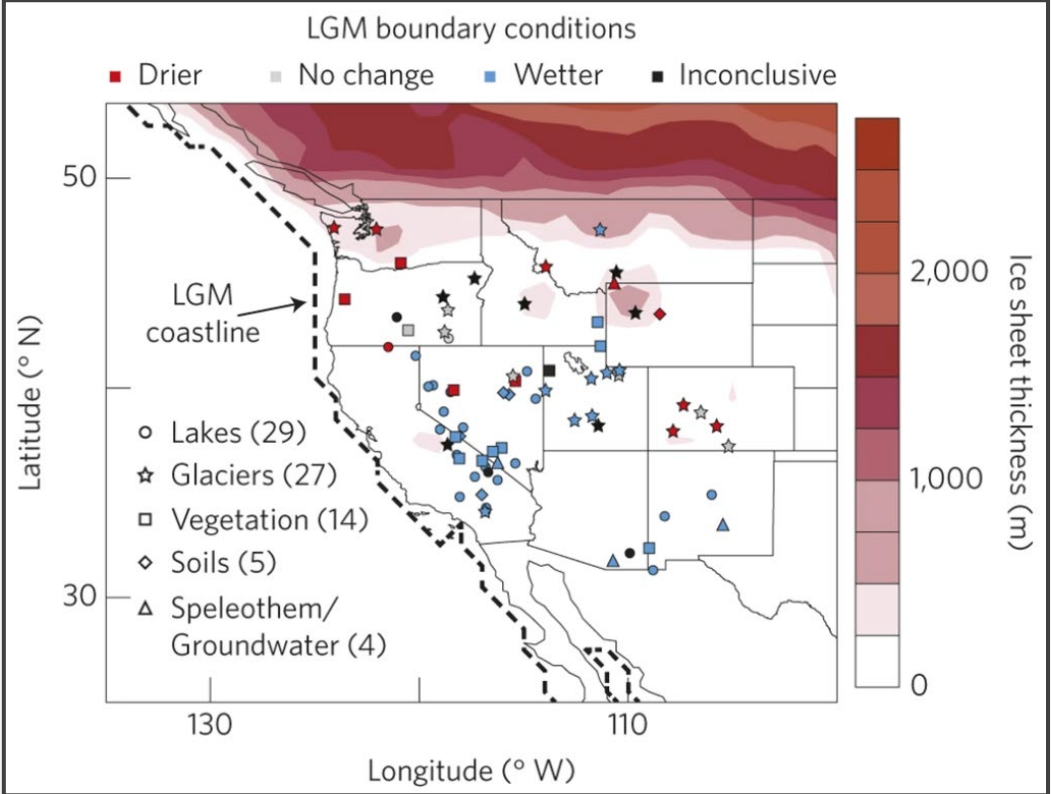 LGM boundary conditions
Drier No change Wetter Inconclusive
50
LGM
coastline
Lakes (29)
Glaciers (27)
Vegetation (14)
Soils (5)
30
Speleothem/
Groundwater (4)
130 110
Longitude (° W)
Latitude (° N)
2,000
1,000
0
Ice sheet thickness (m)